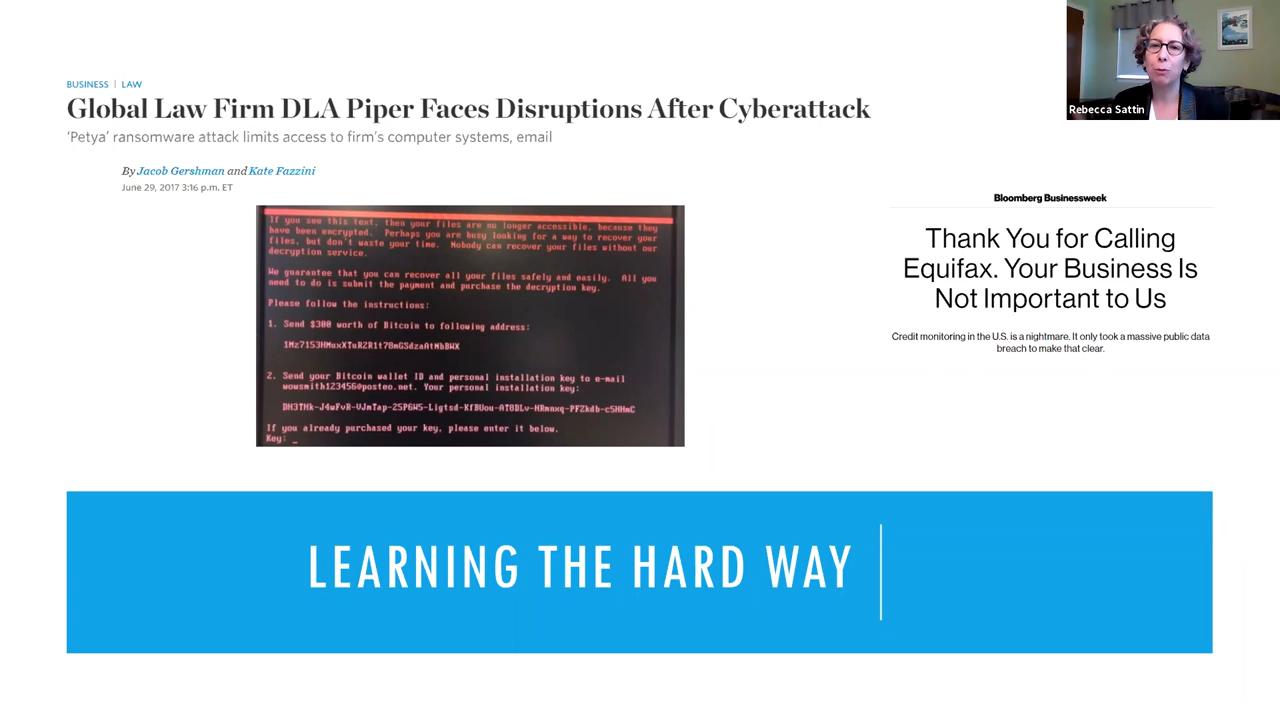 Rebecca Sattin
BUSINESS | LAW
Global Law Firm DLA Piper Faces Disruptions After Cyberattack
‘Petya’ ransomware attack limits access to firm's computer systems, email
By Jacob Gershman and Kate Fazzini
June 29, 2017 3:16 p.m. ET
If you see this text, then your files are no longer accessible, because they
have been encrypted. Perhaps you are busy looking for a way to recover your
files, but don't waste your time. Nobody can recover your files without our
decryption service.
We guarantee that you can recover all your files safely and easily. All you
need to do is submit the payment and purchase the decryption key.
Please follow the instructions:
1. Send $300 worth of Bitcoin to following address:
2. Send your Bitcoin wallet ID and personal installation key to e-mail
wowsmith123456@posteo.net. Your personal installation key:
If you already purchased your key, please enter it below.
Key: _
Bloomberg Businessweek
Thank You for Calling
Equifax. Your Business Is
Not Important to Us
Credit monitoring in the U.S. is a nightmare. It only took a massive public data
breach to make that clear.
LEARNING THE HARD WAY